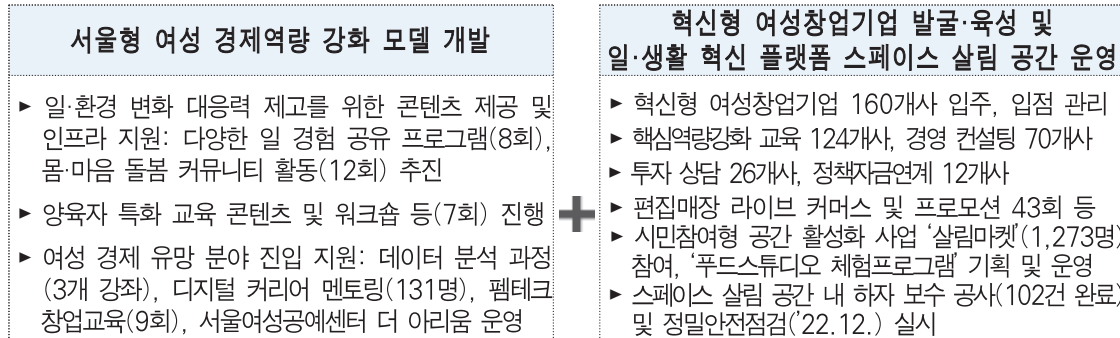 서울형 여성 경제역량 강화 모델 개발
► 일·환경 변화 대응력 제고를 위한 콘텐츠 제공 및
인프라 지원: 다양한 일 경험 공유 프로그램(8회),
몸·마음 돌봄 커뮤니티 활동(12회) 추진
► 양육자 특화 교육 콘텐츠 및 워크숍 등(7회) 진행
► 여성 경제 유망 분야 진입 지원: 데이터 분석 과정
(3개 강좌), 디지털 커리어 멘토링(131명), 펨테크
창업교육(9회), 서울여성공예센터 더 아리움 운영
+
혁신형 여성창업기업 발굴·육성 및
일·생활 혁신 플랫폼 스페이스 살림 공간 운영
► 혁신형 여성창업기업 160개사 입주, 입점 관리
► 핵심역량강화 교육 124개사, 경영 컨설팅 70개사
► 투자 상담 26개사, 정책자금연계 12개사
► 편집매장 라이브 커머스 및 프로모션 43회 등
► 시민참여형 공간 활성화 사업 '살림마켓'(1,273명)
참여, '푸드스튜디오 체험프로그램' 기획 및 운영
► 스페이스 살림 공간 내 하자 보수 공사(102건 완료)
및 정밀안전점검('22.12.) 실시